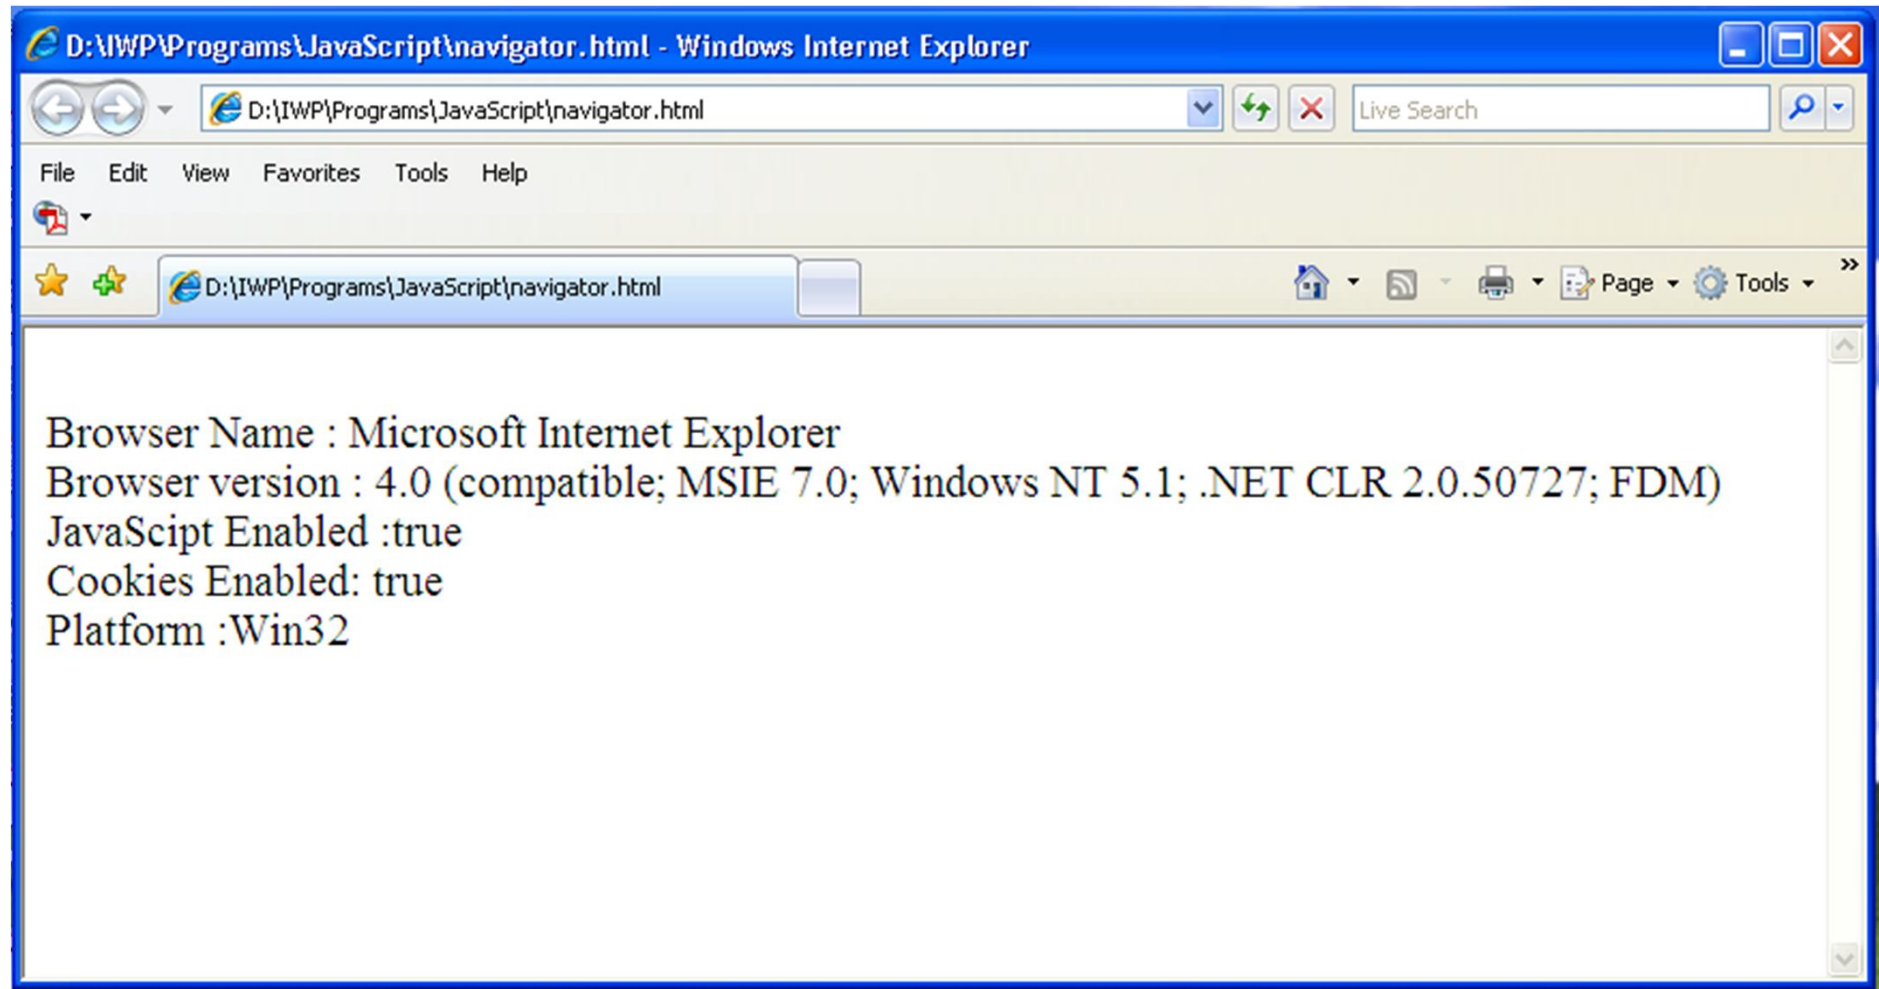 D:\IWP\Programs\JavaScript\navigator.html - Windows Internet Explorer
D:\IWP\Programs\JavaScript\navigator.html
Live Search
File Edit View Favorites Tools Help
D:\IWP\Programs\JavaScript\navigator.html
Page Tools »
Browser Name : Microsoft Internet Explorer
Browser version : 4.0 (compatible; MSIE 7.0; Windows NT 5.1; .NET CLR 2.0.50727; FDM)
JavaScipt Enabled :true
Cookies Enabled: true
Platform :Win32